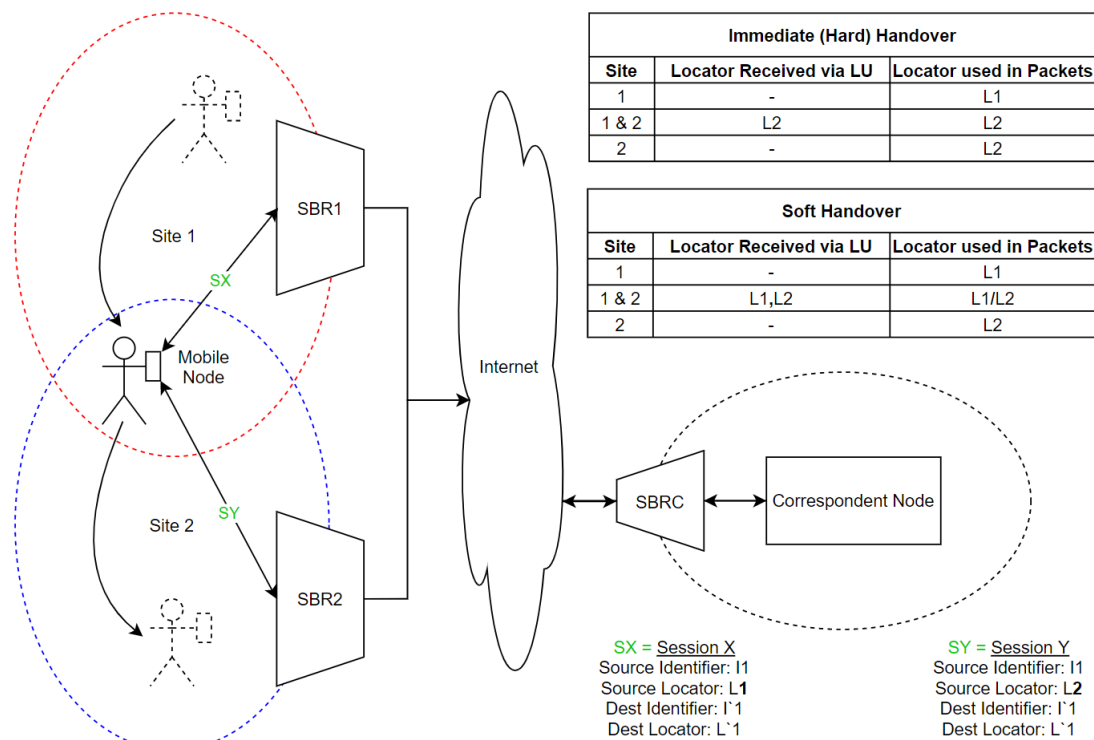 Immediate (Hard) Handover
Site Locator Received via LU Locator used in Packets
1 - L1
1 & 2 L2 L2
2 - L2
Soft Handover
Site Locator Received via LU Locator used in Packets
1 - L1
1 & 2 L1,L2 L1/L2
2 - L2
SBR1
Site 1
SX
Mobile
Node
Internet
SBRC
Correspondent Node
SY
Site 2
SBR2
SX = Session X
Source Identifier: I1
Source Locator: L1
Dest Identifier: I`1
Dest Locator: L`1
SY = Session Y
Source Identifier: I1
Source Locator: L2
Dest Identifier: I`1
Dest Locator: L`1